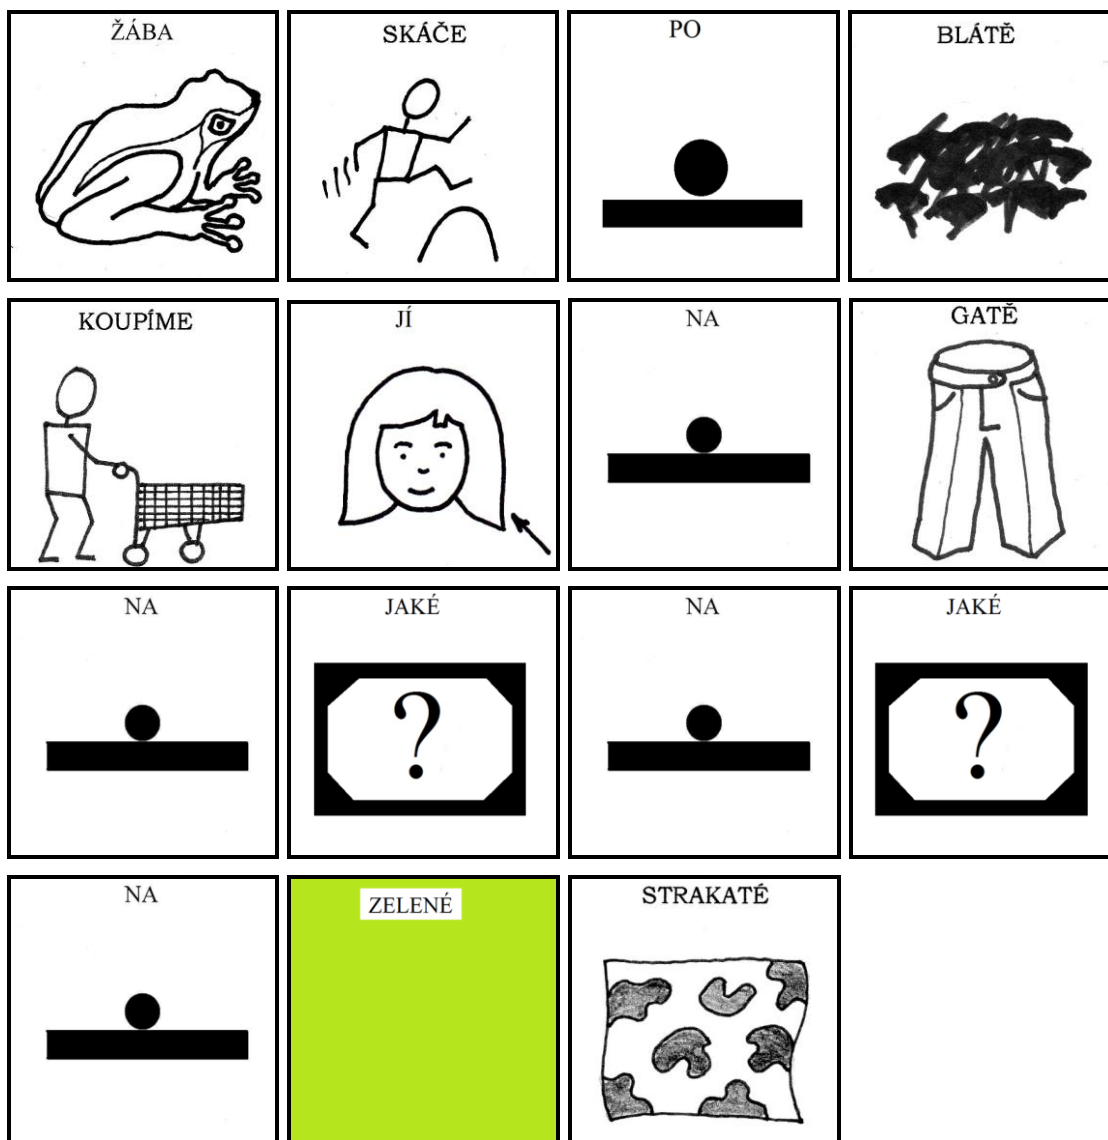 ŽÁBA SKÁČE PO BLÁTĚ
KOUPÍME JÍ NA GATĚ
NA JAKÉ NA JAKÉ
NA ZELENÉ STRAKATÉ